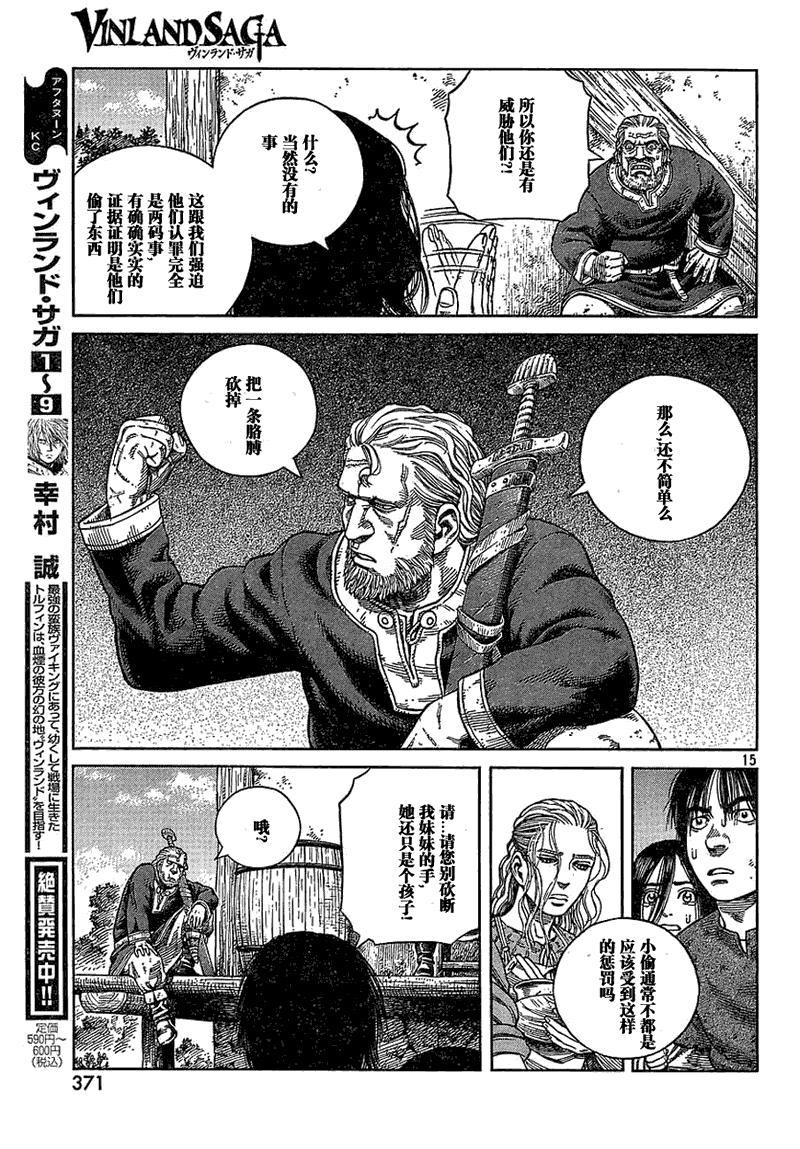 VINLAND SAGA
ヴィンランド・サガ
所以你还是有
威胁他们?!
什么?
当然没有的
事
这跟我们强迫
他们认罪完全
是两码事,
有确确实实的
证据证明是他们
偷了东西
那么,还不简单么
把一条胳膊
砍掉
15
小偷通常不都是
应该受到这样
的惩罚吗
请...请您别砍断
我妹妹的手,
她还只是个孩子!
哦?
371
アフタヌーン
KC
ヴィンランド・サガ
1~9
幸村 誠
最強の蛮族ヴァイキングにあって、幼くして戦場に生きた
トルフィンは、血煙の彼方の幻の地“ヴィンランド”を目指す!
絶賛発売中!!
定価
590円~
600円
(税込)